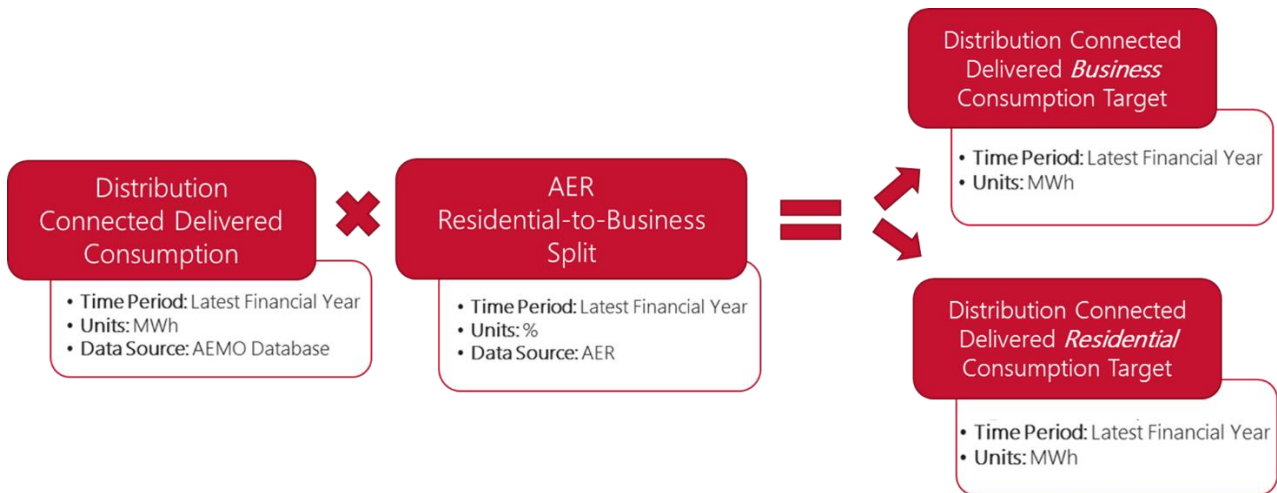 Distribution
Connected Delivered
Consumption
• Time Period: Latest Financial Year
• Units: MWh
• Data Source: AEMO Database
AER
Residential-to-Business
Split
• Time Period: Latest Financial Year
• Units: %
• Data Source: AER
Distribution Connected
Delivered Business
Consumption Target
• Time Period: Latest Financial Year
• Units: MWh
Distribution Connected
Delivered Residential
Consumption Target
• Time Period: Latest Financial Year
• Units: MWh